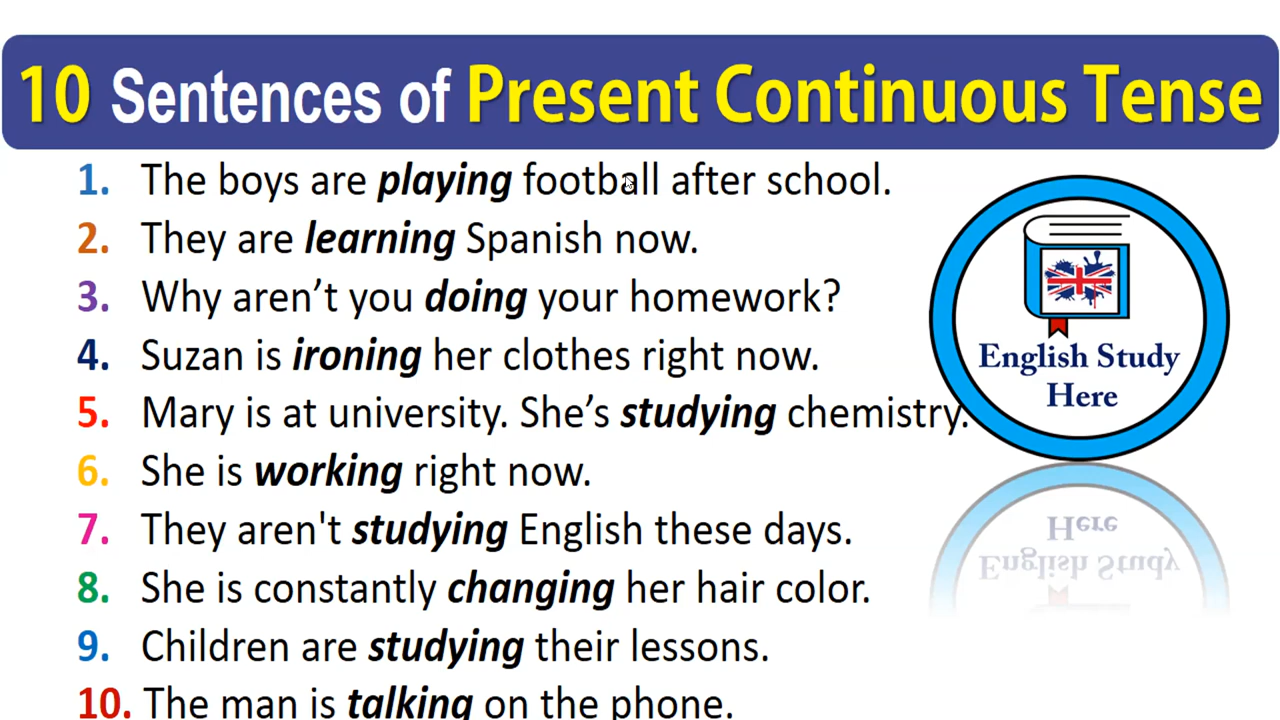 10 Sentences of Present Continuous Tense
1. The boys are playing football after school.
2. They are learning Spanish now.
3. Why aren’t you doing your homework?
4. Suzan is ironing her clothes right now.
5. Mary is at university. She’s studying chemistry.
6. She is working right now.
7. They aren't studying English these days.
8. She is constantly changing her hair color.
9. Children are studying their lessons.
10. The man is talking on the phone.
English Study
Here
Here
English Study